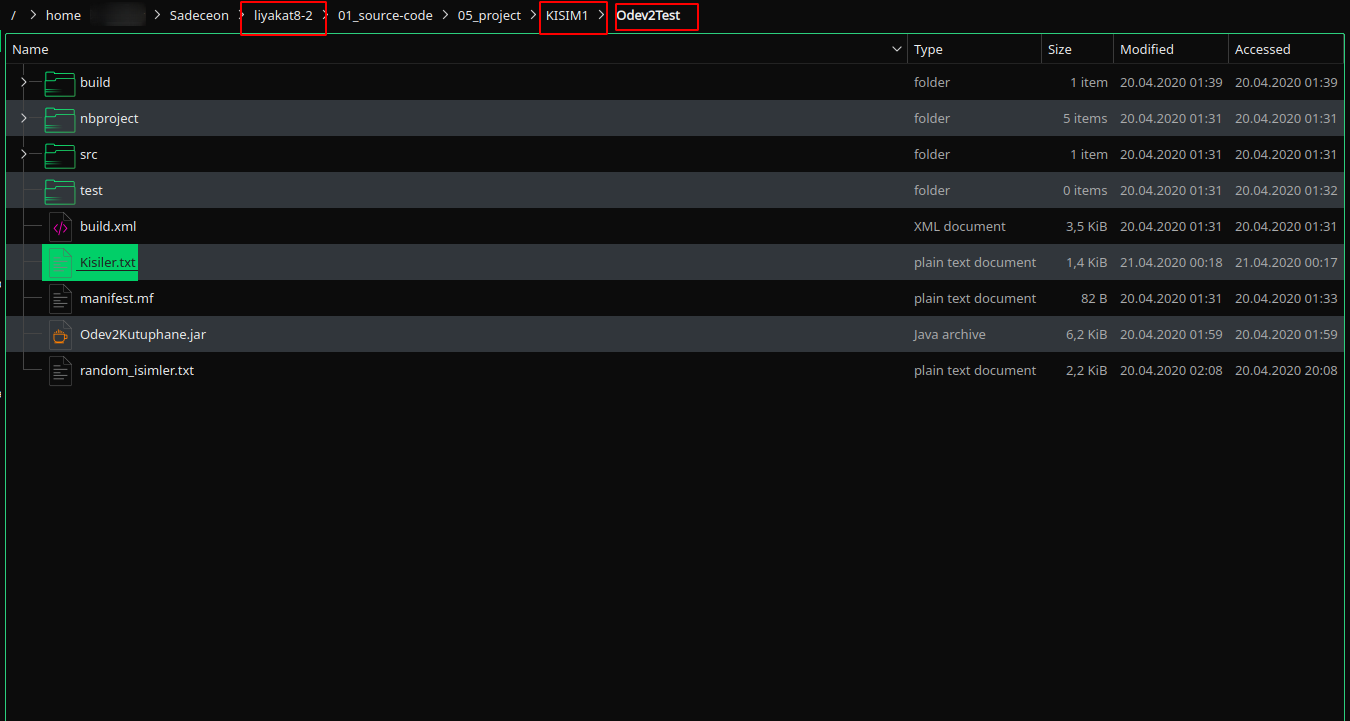 / > home > Sadeceon > liyakat8-2 > 01_source-code > 05_project > KISIM1 > Odev2Test
Name Type Size Modified Accessed
build folder 1 item 20.04.2020 01:39 20.04.2020 01:39
nbproject folder 5 items 20.04.2020 01:31 20.04.2020 01:31
src folder 1 item 20.04.2020 01:31 20.04.2020 01:31
test folder 0 items 20.04.2020 01:31 20.04.2020 01:32
build.xml XML document 3,5 KiB 20.04.2020 01:31 20.04.2020 01:31
Kisiler.txt plain text document 1,4 KiB 21.04.2020 00:18 21.04.2020 00:17
manifest.mf plain text document 82 B 20.04.2020 01:31 20.04.2020 01:33
Odev2Kutuphane.jar Java archive 6,2 KiB 20.04.2020 01:59 20.04.2020 01:59
random_isimler.txt plain text document 2,2 KiB 20.04.2020 02:08 20.04.2020 20:08